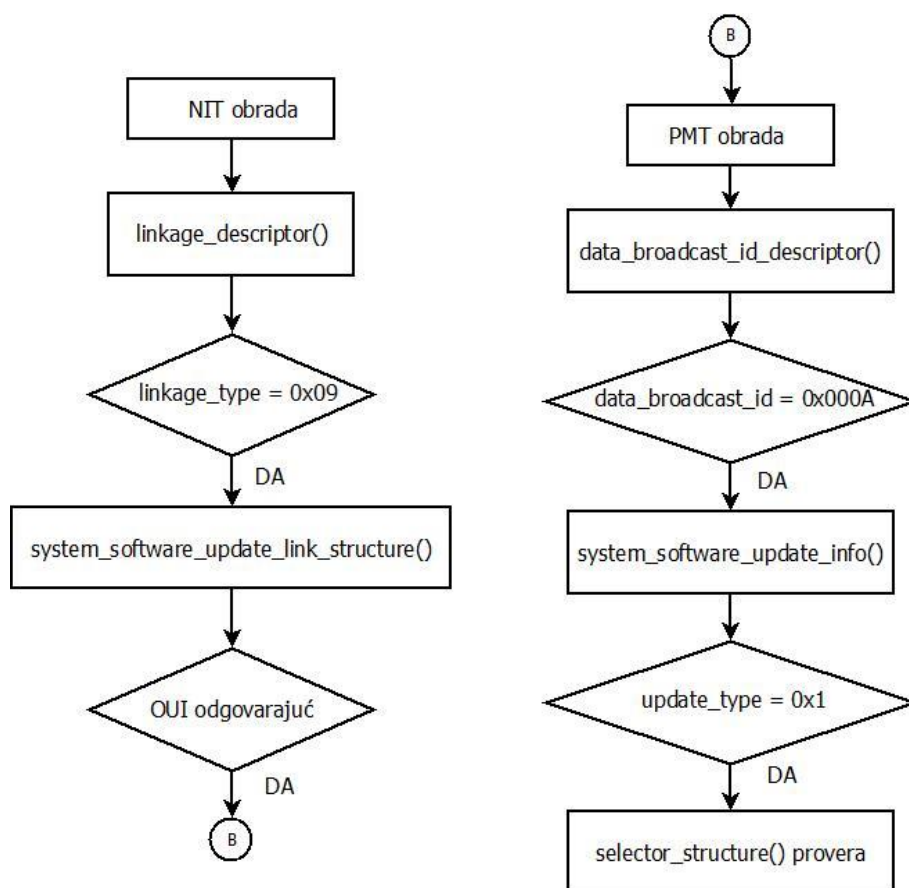 NIT obrada
linkage_descriptor()
linkage_type = 0x09
DA
system_software_update_link_structure()
OUI odgovarajuć
DA
B
B
PMT obrada
data_broadcast_id_descriptor()
data_broadcast_id = 0x000A
DA
system_software_update_info()
update_type = 0x1
DA
selector_structure() provera